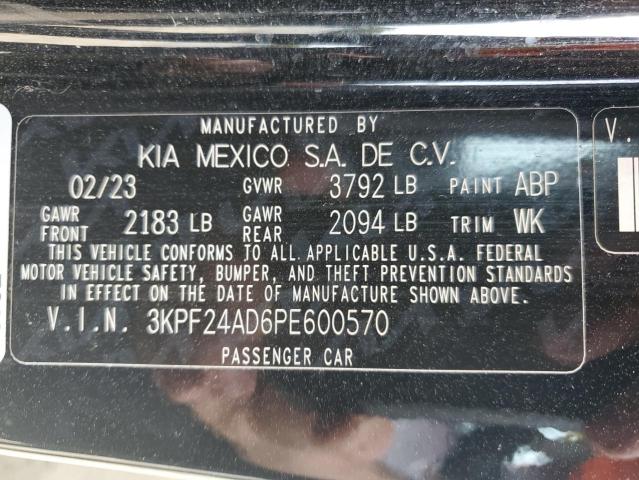 MANUFACTURED BY
KIA MEXICO S.A. DE C.V.
02/23 GVWR 3792 LB PAINT ABP
GAWR FRONT 2183 LB GAWR REAR 2094 LB TRIM WK
THIS VEHICLE CONFORMS TO ALL APPLICABLE U.S.A. FEDERAL
MOTOR VEHICLE SAFETY, BUMPER, AND THEFT PREVENTION STANDARDS
IN EFFECT ON THE DATE OF MANUFACTURE SHOWN ABOVE.
V.I.N. 3KPF24AD6PE600570
PASSENGER CAR
V.